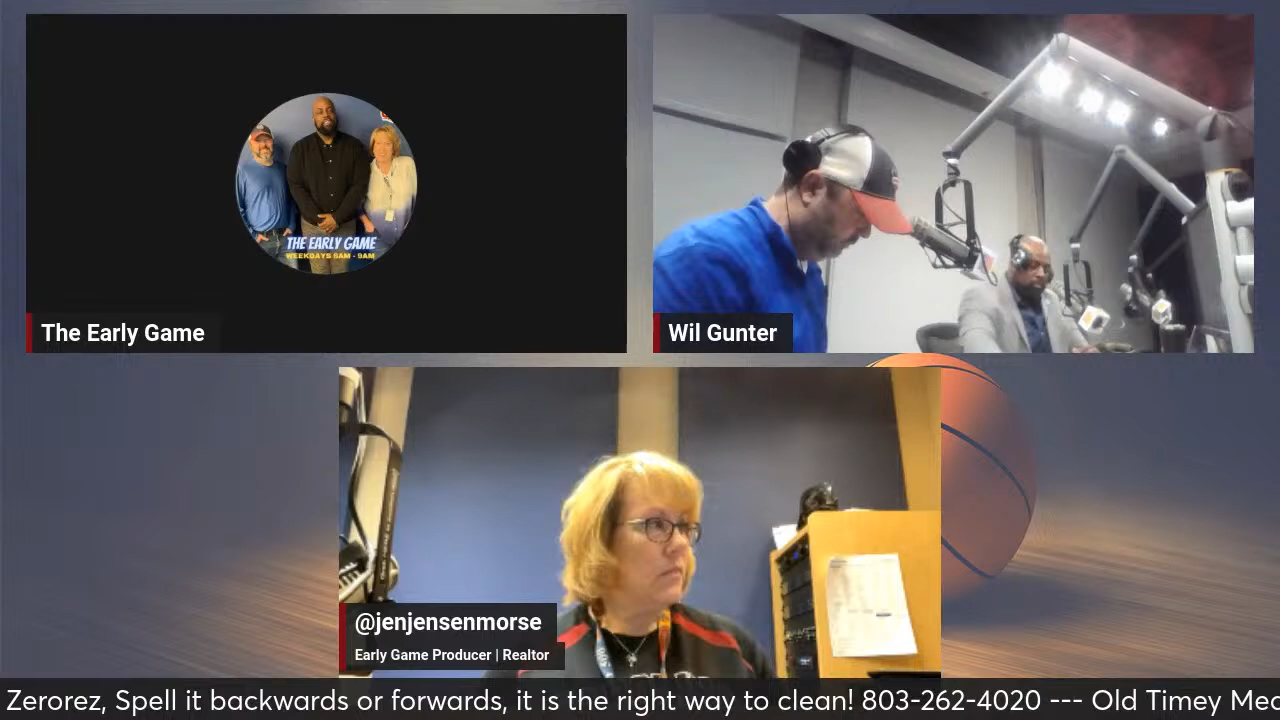 THE EARLY GAME
WEEKDAYS 6AM - 9AM
The Early Game
Wil Gunter
@jenjensenmorse
Early Game Producer | Realtor
Zerorez, Spell it backwards or forwards, it is the right way to clean! 803-262-4020 --- Old Timey